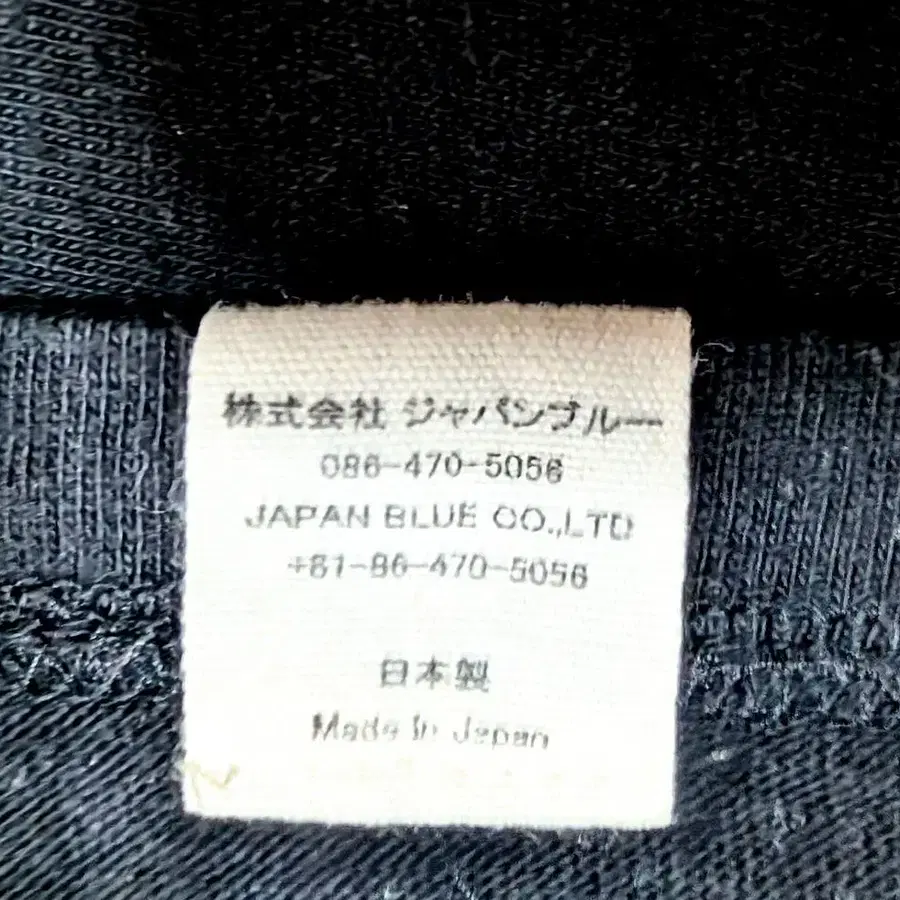 株式会社 ジャパンブルー
086-470-5056
JAPAN BLUE CO.,LTD
+81-86-470-5056
日本製
Made In Japan